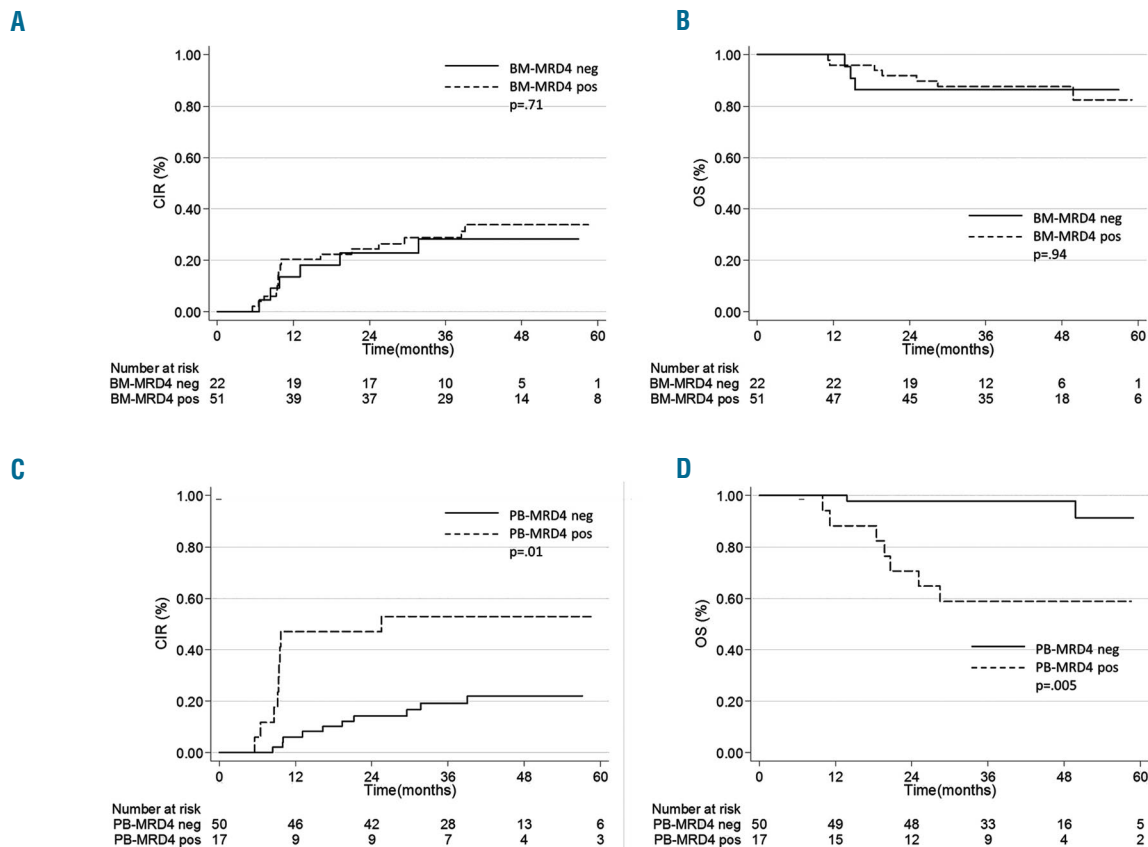 A
1.00
0.80
0.60
0.40
0.20
0.00
CIR (%)
BM-MRD4 neg
BM-MRD4 pos
p=.71
0 12 24 36 48 60
Time(months)
Number at risk
BM-MRD4 neg 22 19 17 10 5 1
BM-MRD4 pos 51 39 37 29 14 8
B
1.00
0.80
0.60
0.40
0.20
0.00
OS (%)
BM-MRD4 neg
BM-MRD4 pos
p=.94
0 12 24 36 48 60
Time(months)
Number at risk
BM-MRD4 neg 22 22 19 12 6 1
BM-MRD4 pos 51 47 45 35 18 6
C
1.00
0.80
0.60
0.40
0.20
0.00
CIR (%)
PB-MRD4 neg
PB-MRD4 pos
p=.01
0 12 24 36 48 60
Time(months)
Number at risk
PB-MRD4 neg 50 46 42 28 13 6
PB-MRD4 pos 17 9 9 7 4 3
D
1.00
0.80
0.60
0.40
0.20
0.00
OS (%)
PB-MRD4 neg
PB-MRD4 pos
p=.005
0 12 24 36 48 60
Time(months)
Number at risk
PB-MRD4 neg 50 49 48 33 16 5
PB-MRD4 pos 17 15 12 9 4 2